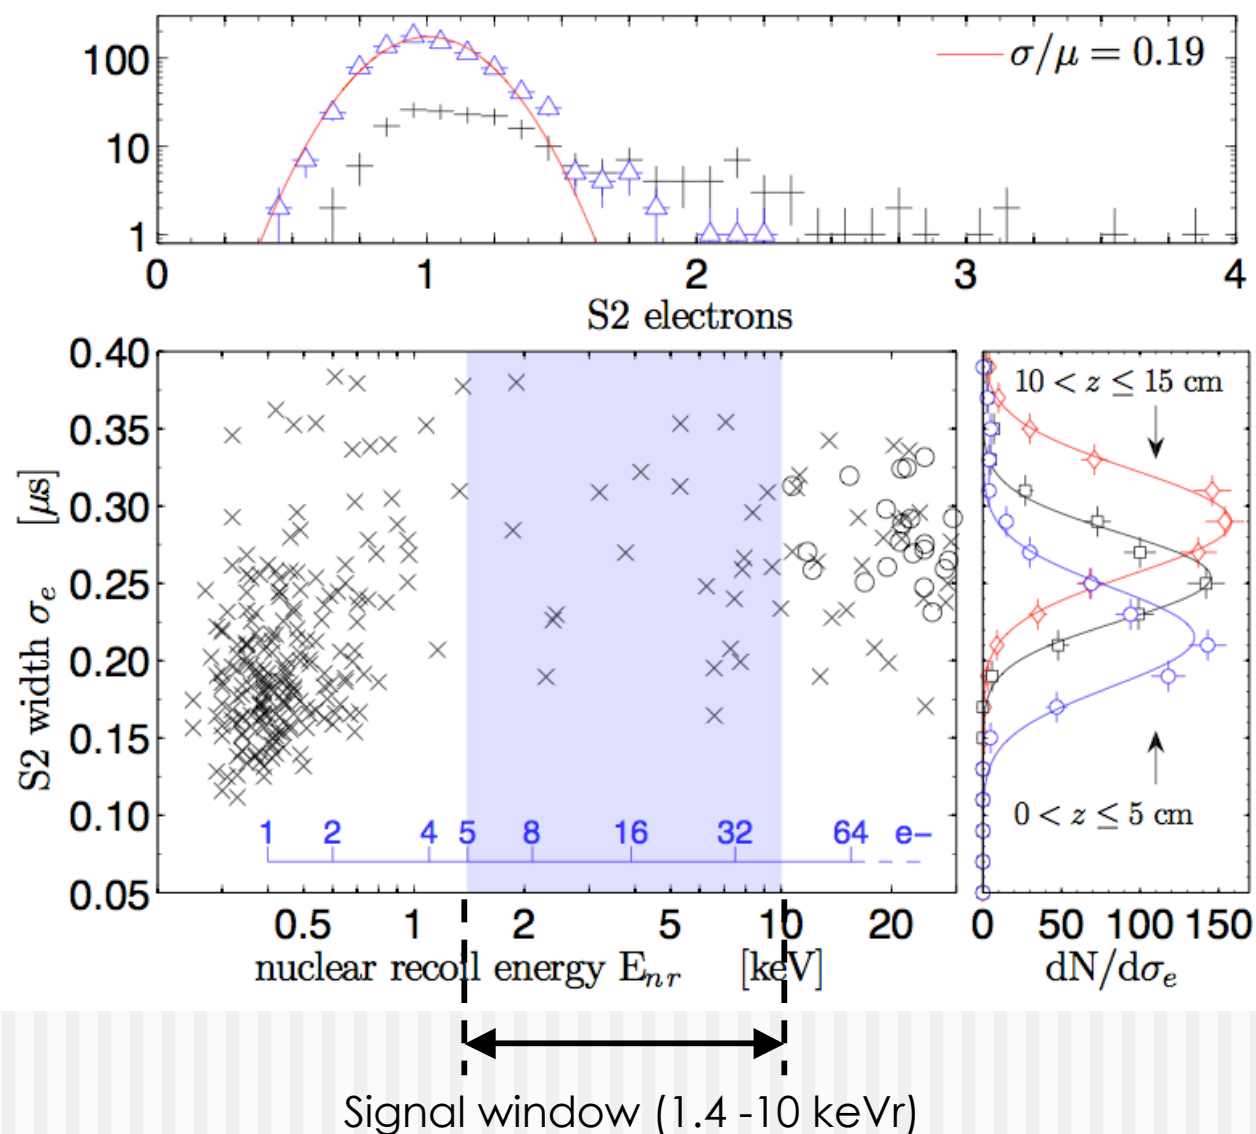 100
10
1
σ/μ = 0.19
0 1 2 3 4
S2 electrons
0.40
0.35
0.30
0.25
0.20
0.15
0.10
0.05
S2 width σe [μs]
1 2 4 5 8 16 32 64 e-
0.5 1 2 5 10 20
nuclear recoil energy Enr [keV]
10 < z ≤ 15 cm
0 < z ≤ 5 cm
0 50 100 150
dN/dσe
Signal window (1.4 -10 keVr)